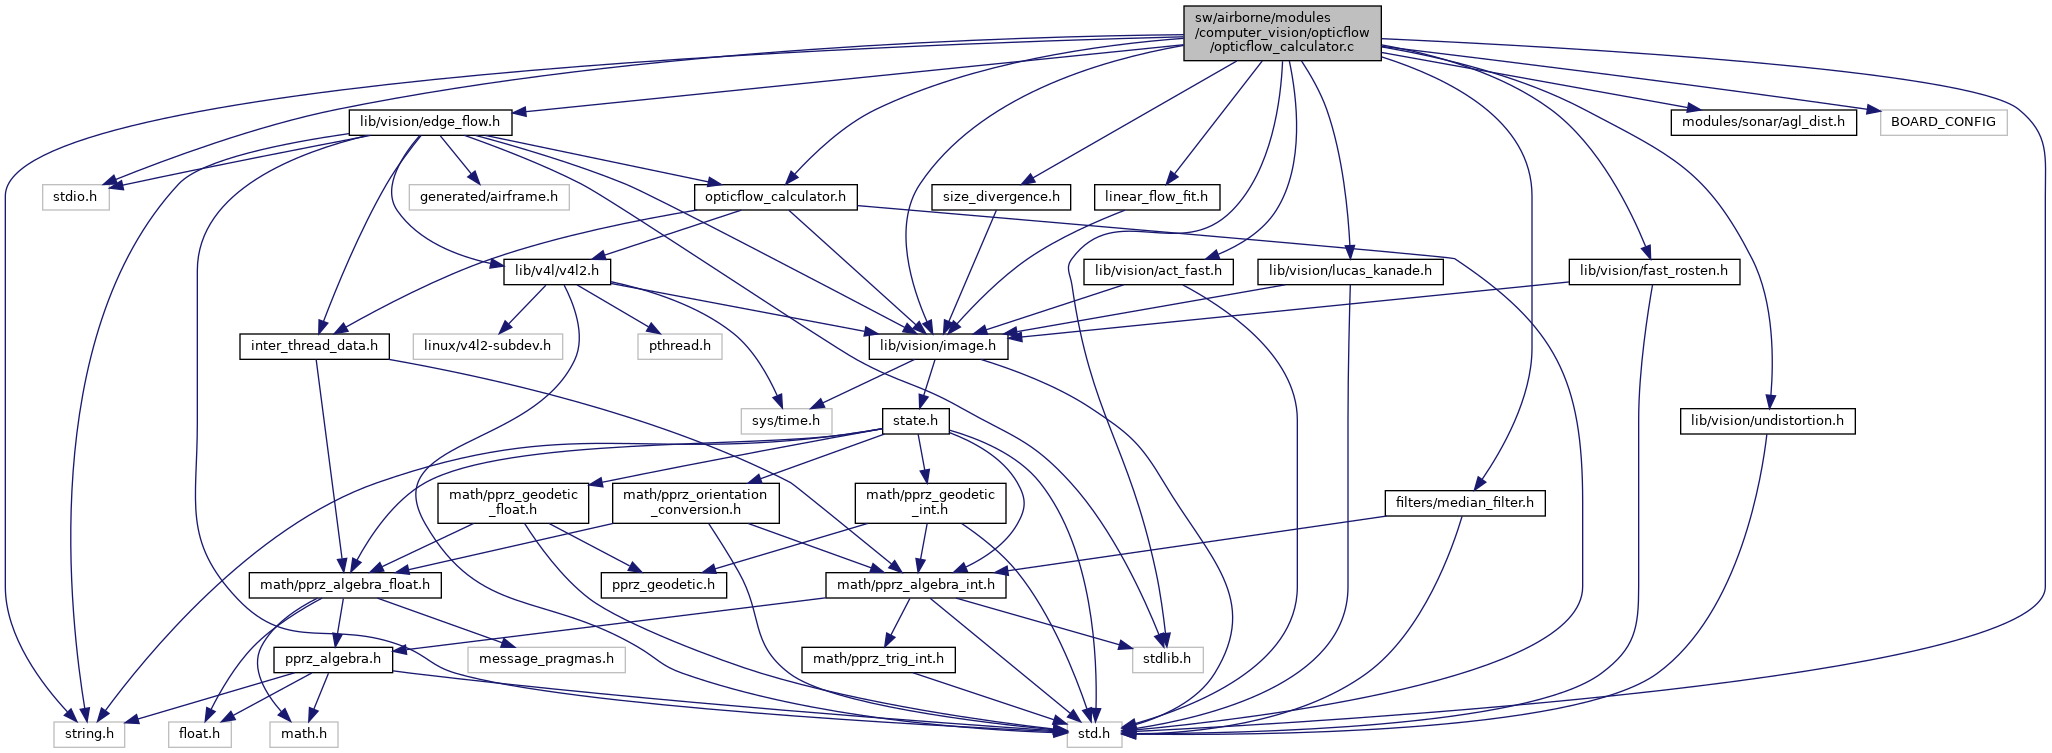 sw/airborne/modules
/computer_vision/opticflow
/opticflow_calculator.c
lib/vision/edge_flow.h
modules/sonar/agl_dist.h
BOARD_CONFIG
stdio.h
generated/airframe.h
opticflow_calculator.h
size_divergence.h
linear_flow_fit.h
lib/v4l/v4l2.h
lib/vision/act_fast.h
lib/vision/lucas_kanade.h
lib/vision/fast_rosten.h
inter_thread_data.h
linux/v4l2-subdev.h
pthread.h
lib/vision/image.h
sys/time.h
state.h
lib/vision/undistortion.h
math/pprz_geodetic
_float.h
math/pprz_orientation
_conversion.h
math/pprz_geodetic
_int.h
filters/median_filter.h
math/pprz_algebra_float.h
pprz_geodetic.h
math/pprz_algebra_int.h
pprz_algebra.h
message_pragmas.h
math/pprz_trig_int.h
stdlib.h
string.h
float.h
math.h
std.h